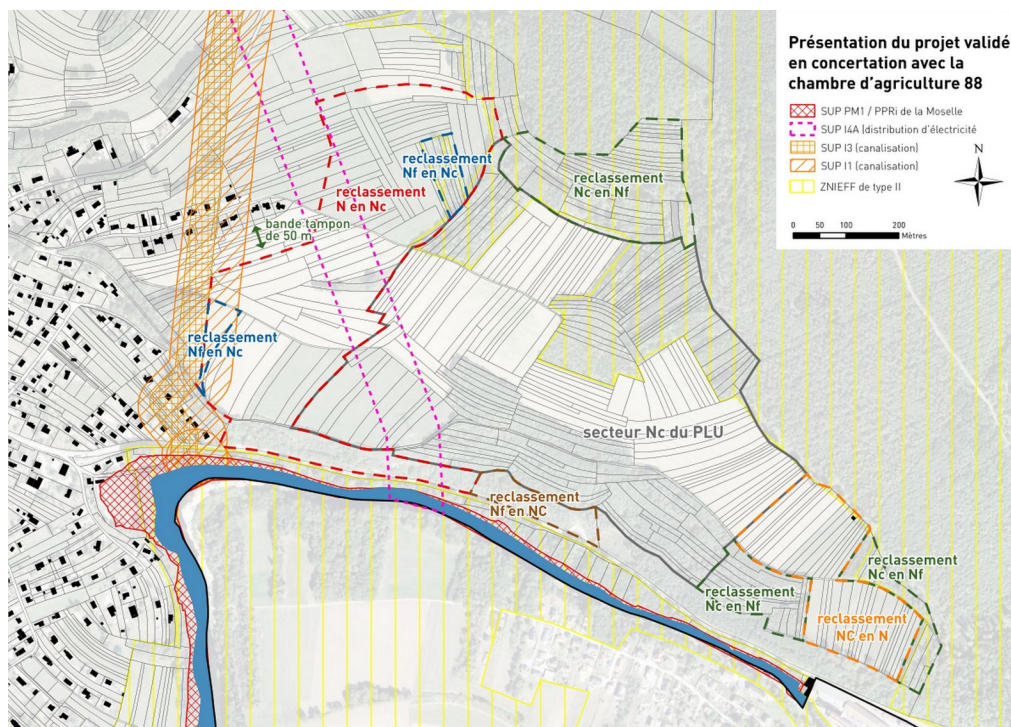 Présentation du projet validé
en concertation avec la
chambre d'agriculture 88
SUP PM1 / PPRi de la Moselle
SUP I4A (distribution d'électricité
SUP I3 (canalisation)
SUP I1 (canalisation)
ZNIEFF de type II
N
0 50 100 200
Mètres
reclassement
Nf en Nc
reclassement
N en Nc
reclassement
Nc en Nf
bande tampon
de 50 m
reclassement
Nf en Nc
secteur Nc du PLU
reclassement
Nf en NC
reclassement
Nc en Nf
reclassement
Nc en Nf
reclassement
NC en N